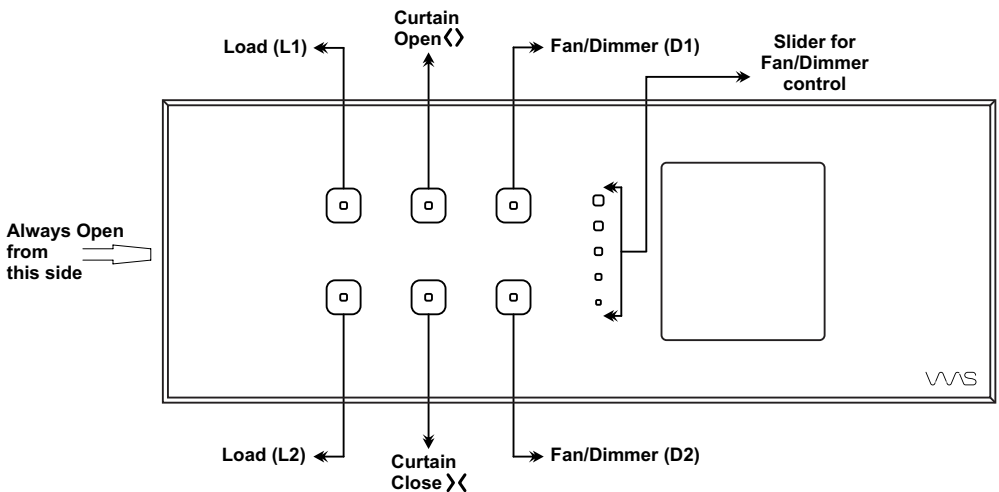 Curtain
Open
Load (L1)
Fan/Dimmer (D1)
Slider for
Fan/Dimmer
control
Always Open
from
this side
Load (L2)
Curtain
Close
Fan/Dimmer (D2)